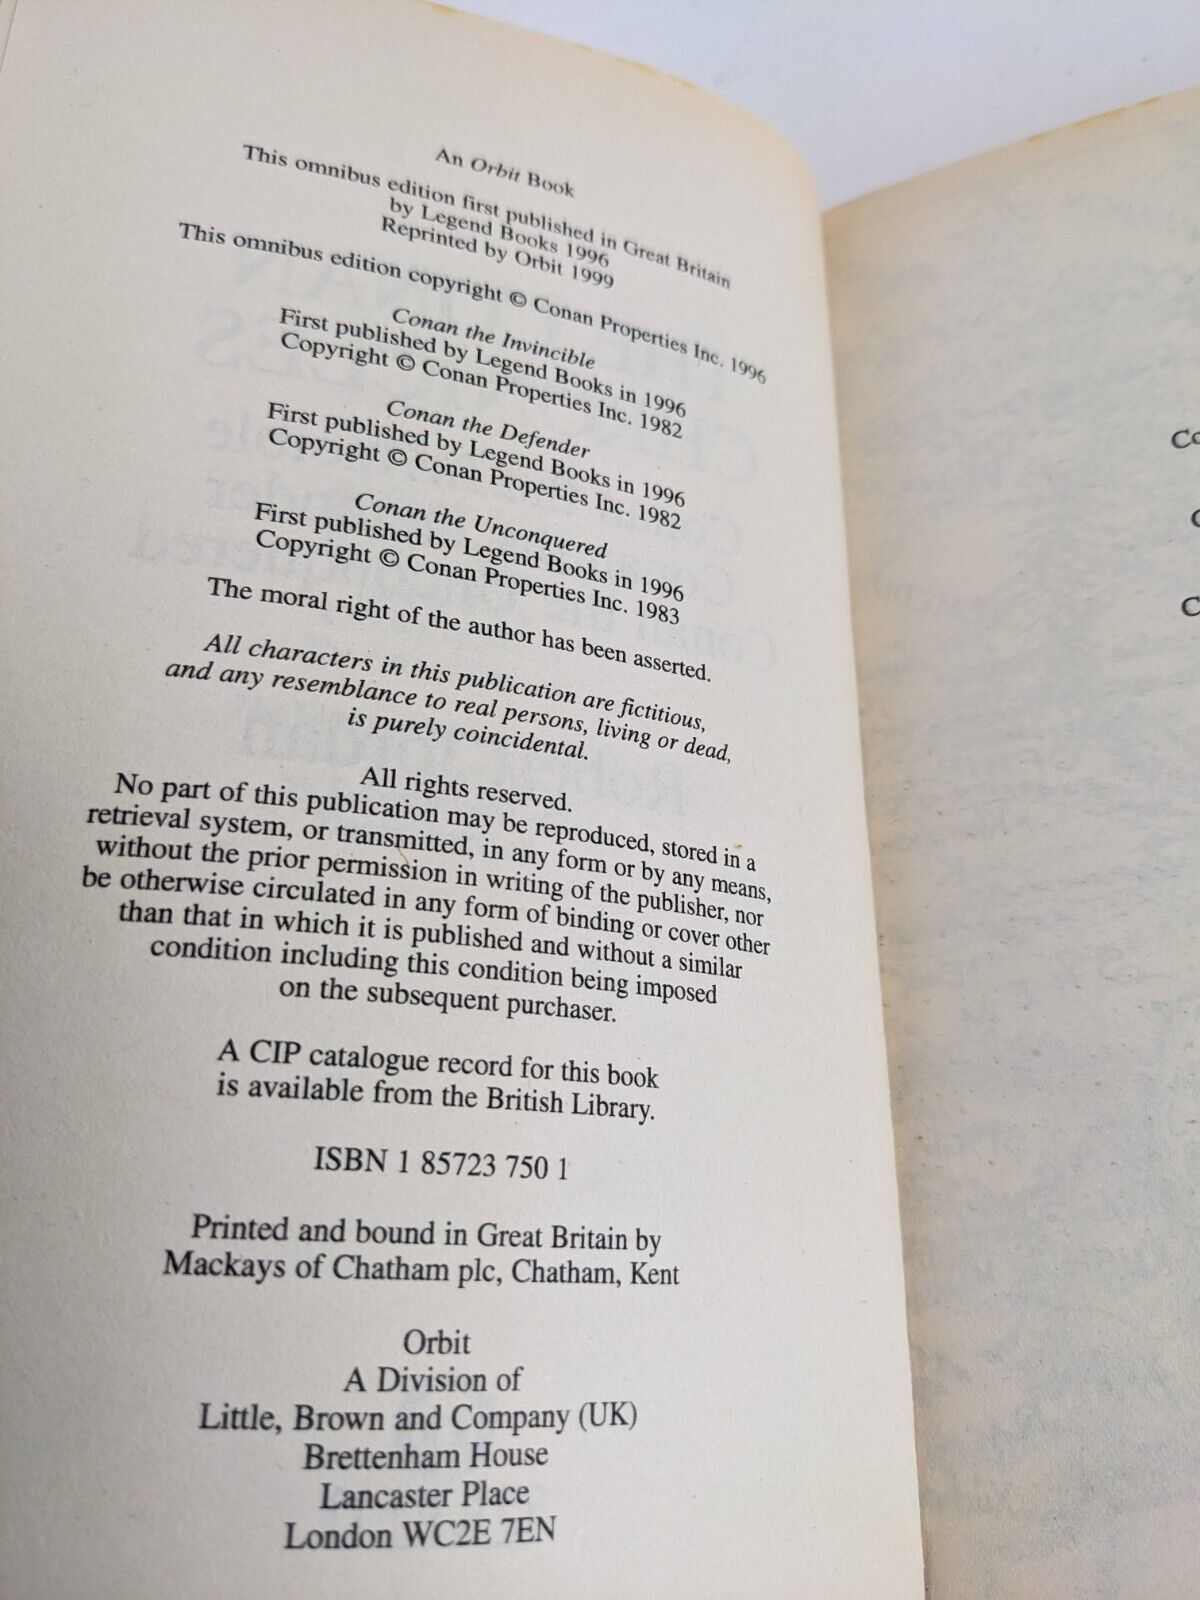 An Orbit Book
This omnibus edition first published in Great Britain
by Legend Books 1996
Reprinted by Orbit 1999
This omnibus edition copyright © Conan Properties Inc. 1996
Conan the Invincible
First published by Legend Books in 1996
Copyright © Conan Properties Inc. 1982
Conan the Defender
First published by Legend Books in 1996
Copyright © Conan Properties Inc. 1982
Conan the Unconquered
First published by Legend Books in 1996
Copyright © Conan Properties Inc. 1983
The moral right of the author has been asserted.
All characters in this publication are fictitious,
and any resemblance to real persons, living or dead,
is purely coincidental.
All rights reserved.
No part of this publication may be reproduced, stored in a
retrieval system, or transmitted, in any form or by any means,
without the prior permission in writing of the publisher, nor
be otherwise circulated in any form of binding or cover other
than that in which it is published and without a similar
condition including this condition being imposed
on the subsequent purchaser.
A CIP catalogue record for this book
is available from the British Library.
ISBN 1 85723 750 1
Printed and bound in Great Britain by
Mackays of Chatham plc, Chatham, Kent
Orbit
A Division of
Little, Brown and Company (UK)
Brettenham House
Lancaster Place
London WC2E 7EN